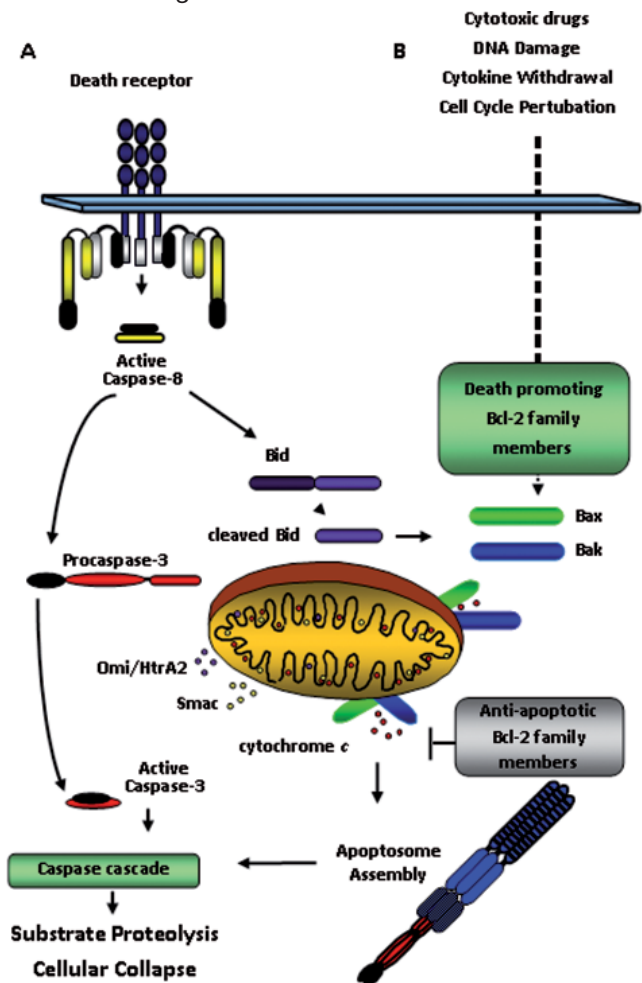 A
Death receptor
B
Cytotoxic drugs
DNA Damage
Cytokine Withdrawal
Cell Cycle Pertubation
Active
Caspase-8
Death promoting
Bcl-2 family
members
Bid
cleaved Bid
Bax
Bak
Procaspase-3
Omi/HtrA2
Smac
cytochrome c
Anti-apoptotic
Bcl-2 family
members
Active
Caspase-3
Caspase cascade
Apoptosome
Assembly
Substrate Proteolysis
Cellular Collapse